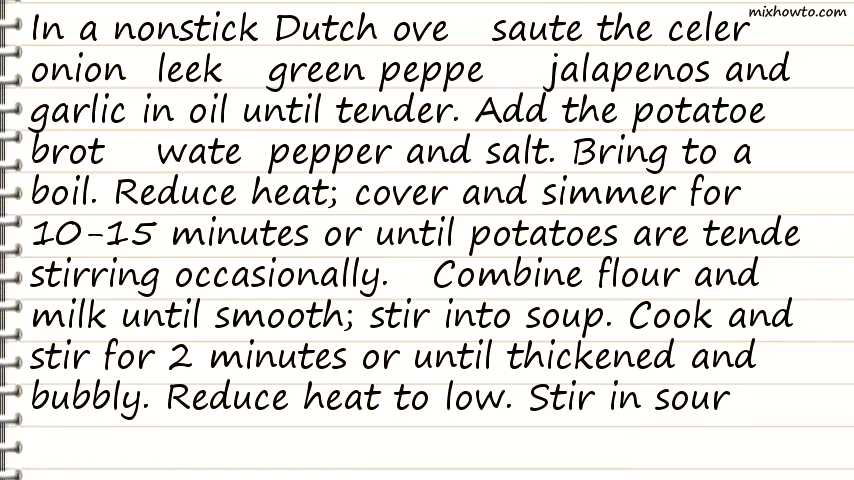 mixhowto.com
In a nonstick Dutch ove saute the celer
onion leek green peppe jalapenos and
garlic in oil until tender. Add the potatoe
brot wate pepper and salt. Bring to a
boil. Reduce heat; cover and simmer for
10-15 minutes or until potatoes are tende
stirring occasionally. Combine flour and
milk until smooth; stir into soup. Cook and
stir for 2 minutes or until thickened and
bubbly. Reduce heat to low. Stir in sour